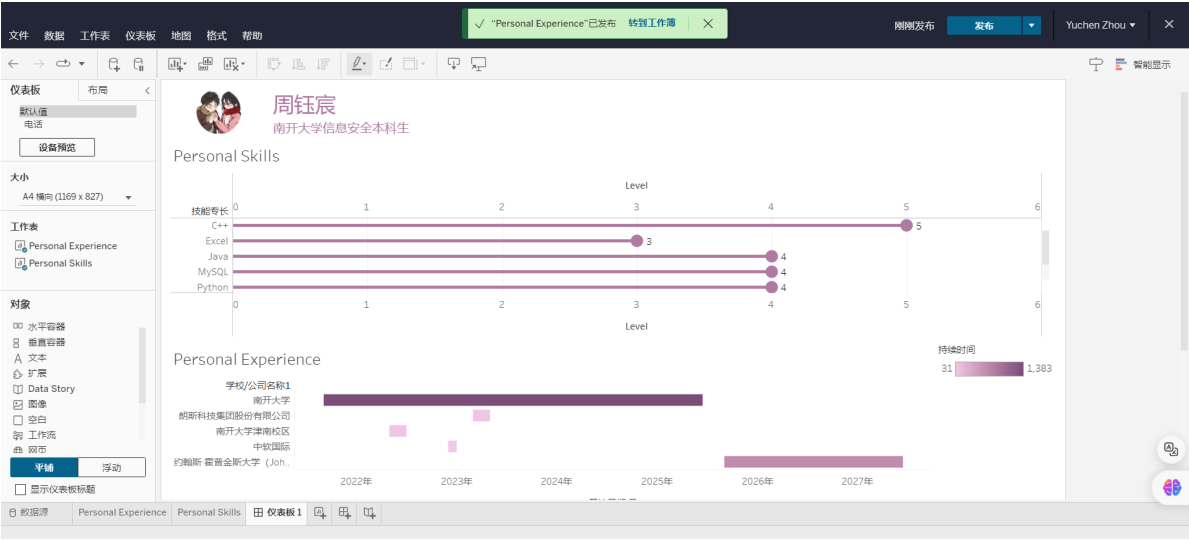 ✓ “Personal Experience”已发布 转到工作簿 ×
文件 数据 工作表 仪表板 地图 格式 帮助
刚刚发布 发布 Yuchen Zhou ×
智能显示
仪表板 布局
默认值
电话
设备预览
大小
A4 横向 (1169 x 827)
工作表
Personal Experience
Personal Skills
对象
水平容器
垂直容器
文本
扩展
Data Story
图像
空白
工作流
网页
平铺 浮动
显示仪表板标题
周钰宸
南开大学信息安全本科生
Personal Skills
Level
技能专长 0 1 2 3 4 5 6
C++ 5
Excel 3
Java 4
MySQL 4
Python 4
0 1 2 3 4 5 6
Level
Personal Experience
持续时间
31 1,383
学校/公司名称1
南开大学
朗斯科技集团股份有限公司
南开大学津南校区
中软国际
约翰斯·霍普金斯大学（Joh..
2022年 2023年 2024年 2025年 2026年 2027年
数据源 Personal Experience Personal Skills 仪表板 1